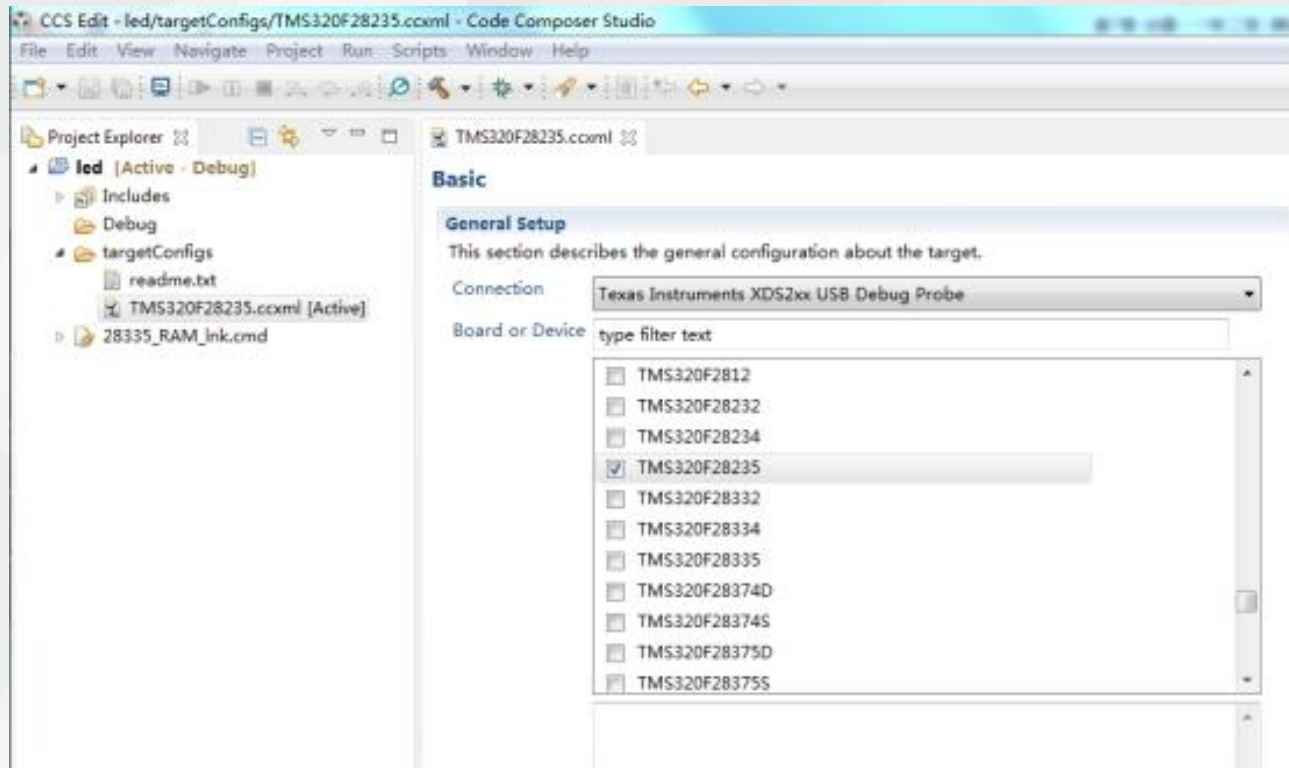 CCS Edit - led/targetConfigs/TMS320F28235.ccxml - Code Composer Studio
File Edit View Navigate Project Run Scripts Window Help
Project Explorer
led [Active - Debug]
Includes
Debug
targetConfigs
readme.txt
TMS320F28235.ccxml [Active]
28335_RAM_lnk.cmd
TMS320F28235.ccxml
Basic
General Setup
This section describes the general configuration about the target.
Connection
Texas Instruments XDS2xx USB Debug Probe
Board or Device
type filter text
TMS320F2812
TMS320F28232
TMS320F28234
TMS320F28235
TMS320F28332
TMS320F28334
TMS320F28335
TMS320F28374D
TMS320F28374S
TMS320F28375D
TMS320F28375S